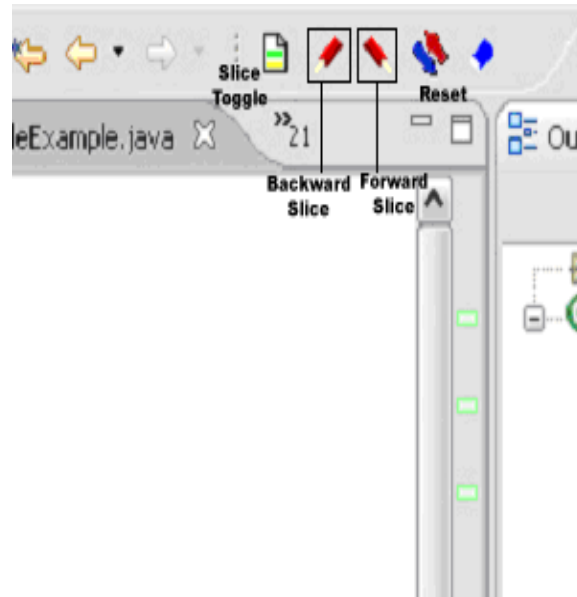 Slice
Toggle
Reset
leExample.java
»21
Ou
Backward
Slice
Forward
Slice